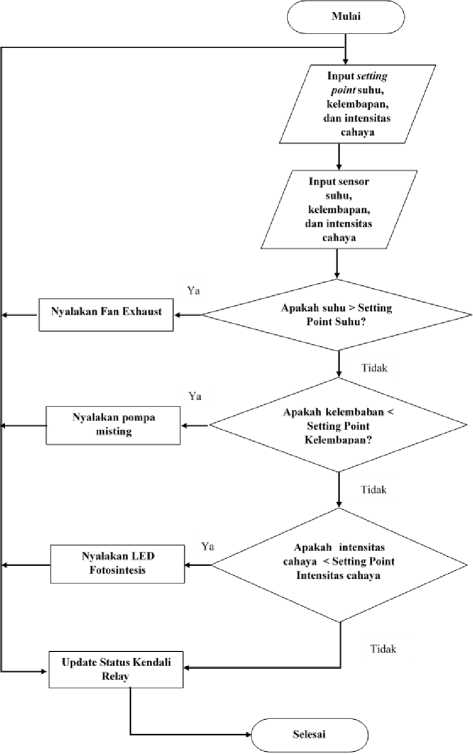 Mulai
Input setting
point suhu,
kelembapan,
dan intensitas
cahaya
Input sensor
suhu,
kelembapan,
dan intensitas
cahaya
Ya
Nyalakan Fan Exhaust
Apakah suhu > Setting
Point Suhu?
Tidak
Ya
Nyalakan pompa
misting
Apakah kelembaban <
Setting Point
Kelembapan?
Tidak
Ya
Nyalakan LED
Fotosintesis
Apakah intensitas
cahaya < Setting Point
Intensitas cahaya
Tidak
Update Status Kendali
Relay
Selesai